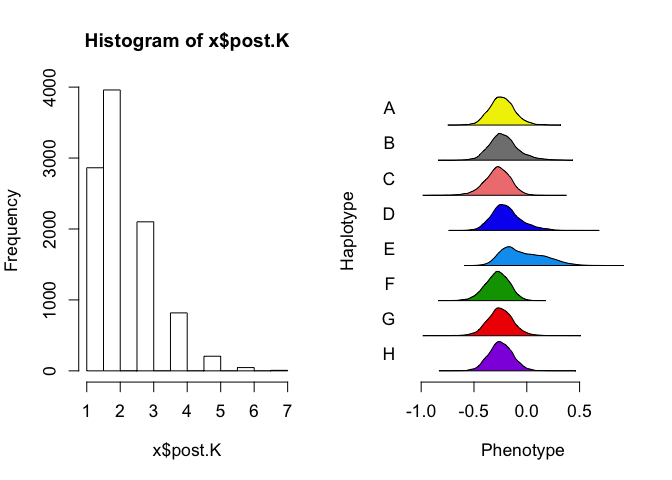 Histogram of x$post.K
Frequency
0
1000
2000
3000
4000
1 2 3 4 5 6 7
x$post.K
Haplotype
A
B
C
D
E
F
G
H
-1.0 -0.5 0.0 0.5
Phenotype